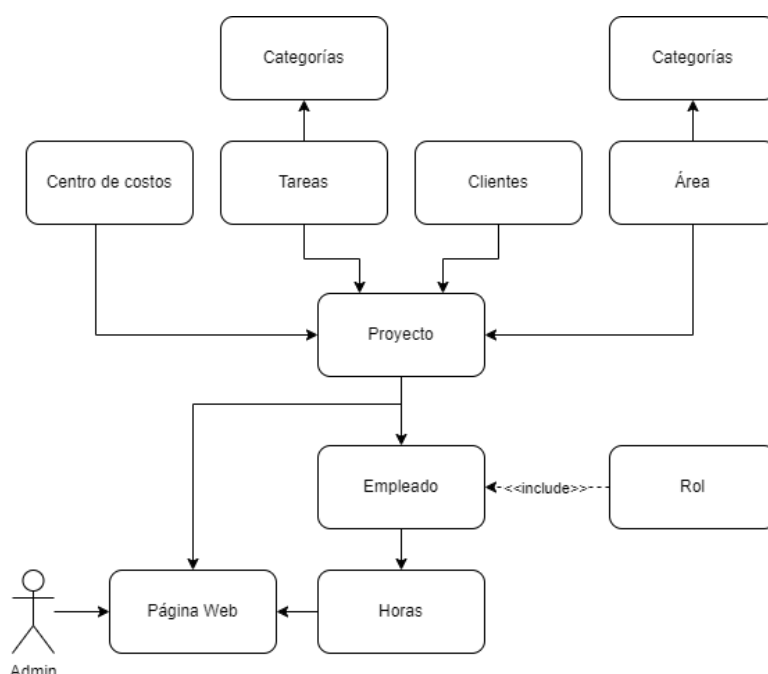 Categorías
Categorías
Centro de costos
Tareas
Clientes
Área
Proyecto
Empleado
<<include>>
Rol
Página Web
Horas
Admin